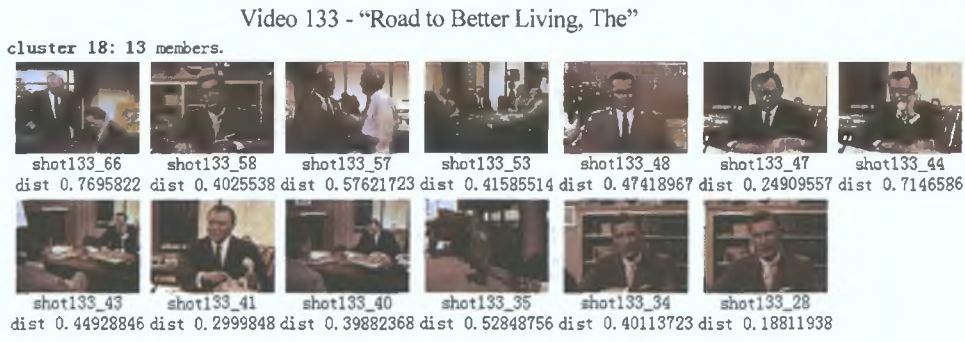 Video 133 - “Road to Better Living, The”
cluster 18: 13 members.
shot133_66 shot133_58 shot133_57 shot133_53 shot133_48 shot133_47 shot133_44
dist 0.7695822 dist 0.4025538 dist 0.57621723 dist 0.41585514 dist 0.47418967 dist 0.24909557 dist 0.7146586
shot133_43 shot133_41 shot133_40 shot133_35 shot133_34 shot133_28
dist 0.44928846 dist 0.2999848 dist 0.39882368 dist 0.52848756 dist 0.40113723 dist 0.18811938